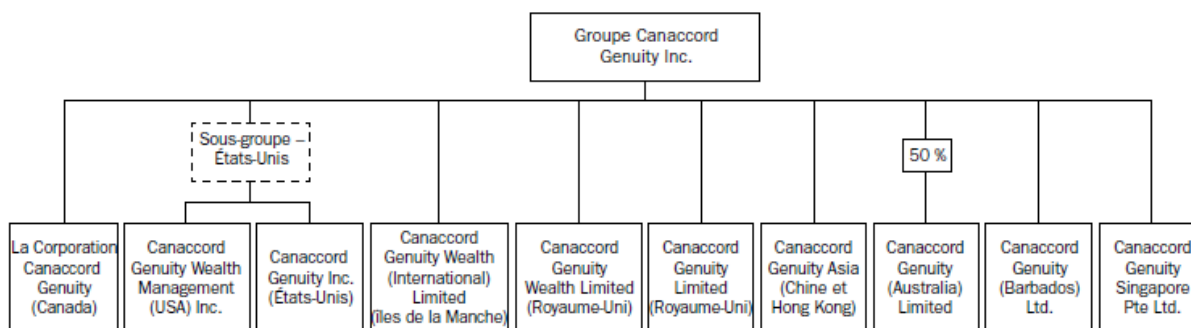 Groupe Canaccord
Genuity Inc.
Sous-groupe –
États-Unis
50 %
La Corporation
Canaccord
Genuity
(Canada)
Canaccord
Genuity Wealth
Management
(USA) Inc.
Canaccord
Genuity Inc.
(États-Unis)
Canaccord
Genuity Wealth
(International)
Limited
(îles de la Manche)
Canaccord
Genuity
Wealth Limited
(Royaume-Uni)
Canaccord
Genuity
Limited
(Royaume-Uni)
Canaccord
Genuity Asia
(Chine et
Hong Kong)
Canaccord
Genuity
(Australia)
Limited
Canaccord
Genuity
(Barbados)
Ltd.
Canaccord
Genuity
Singapore
Pte Ltd.